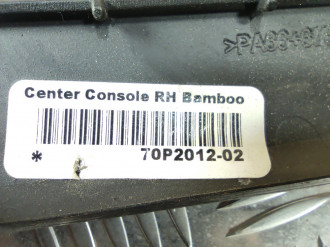 Center Console RH Bamboo
* 70P2012-02